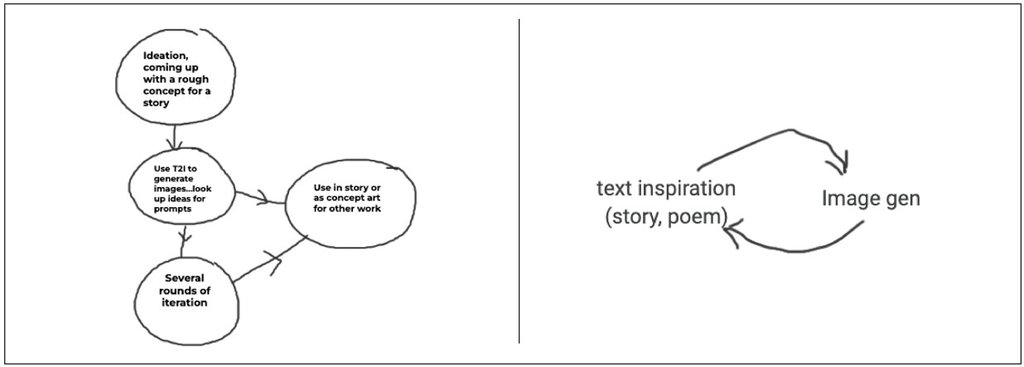 Ideation,
coming up
with a rough
concept for a
story
Use T2I to
generate
images...look
up ideas for
prompts
Use in story or
as concept art
for other work
Several
rounds of
iteration
text inspiration
(story, poem)
Image gen